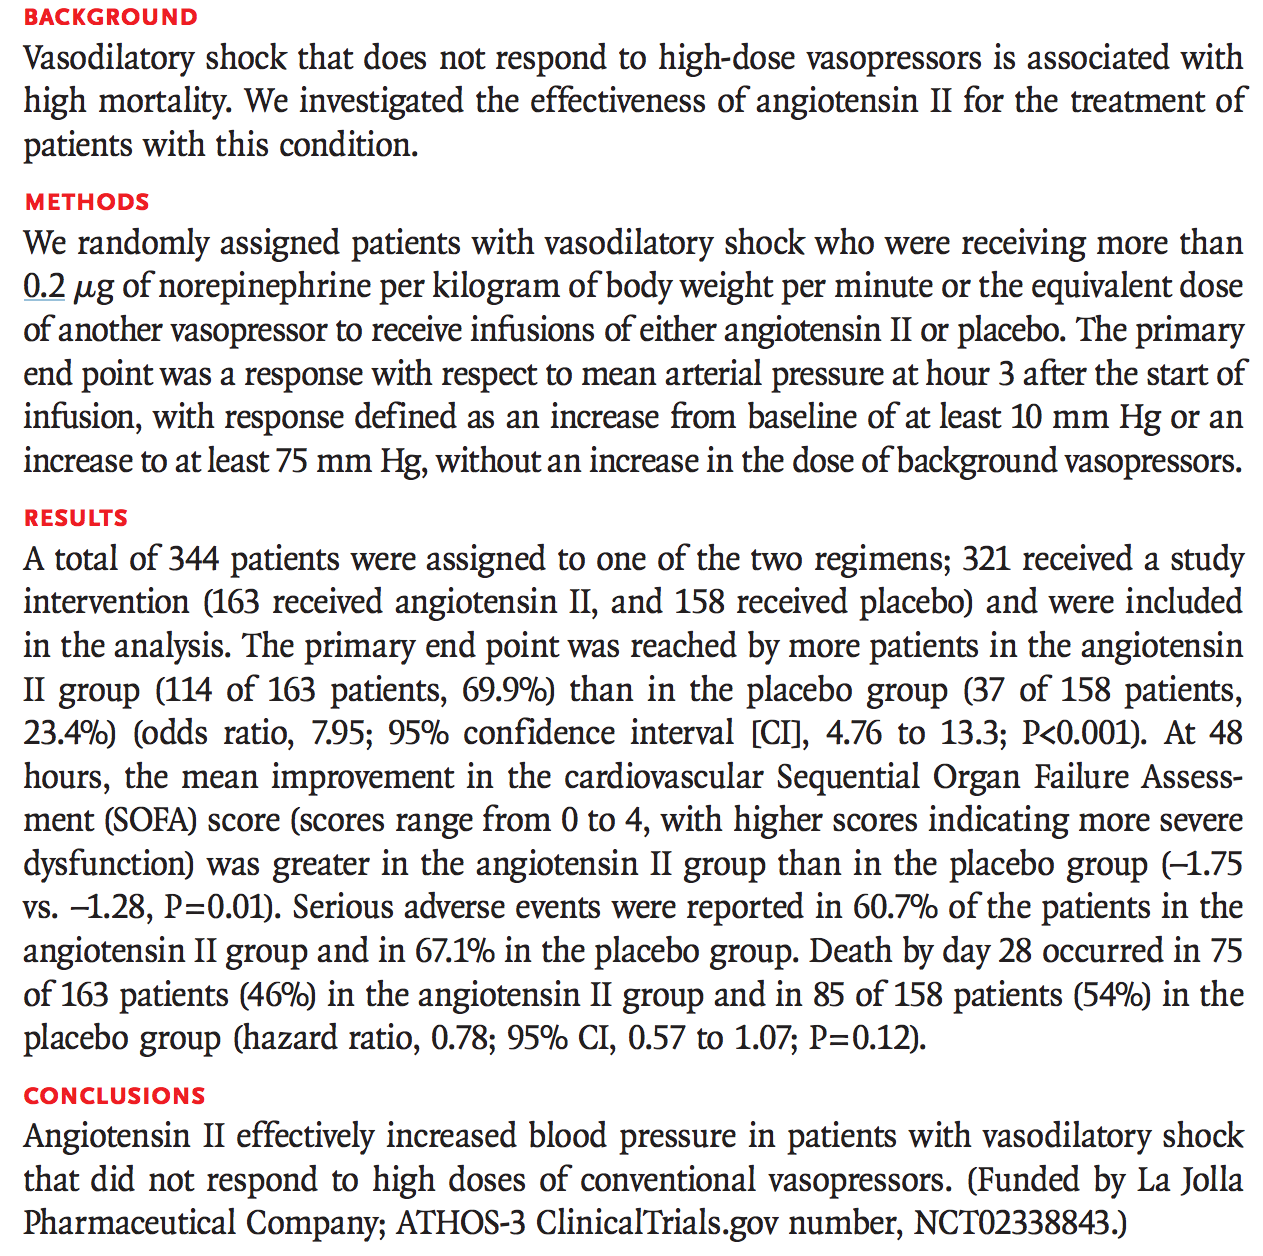 BACKGROUND
Vasodilatory shock that does not respond to high-dose vasopressors is associated with
high mortality. We investigated the effectiveness of angiotensin II for the treatment of
patients with this condition.
METHODS
We randomly assigned patients with vasodilatory shock who were receiving more than
0.2 μg of norepinephrine per kilogram of body weight per minute or the equivalent dose
of another vasopressor to receive infusions of either angiotensin II or placebo. The primary
end point was a response with respect to mean arterial pressure at hour 3 after the start of
infusion, with response defined as an increase from baseline of at least 10 mm Hg or an
increase to at least 75 mm Hg, without an increase in the dose of background vasopressors.
RESULTS
A total of 344 patients were assigned to one of the two regimens; 321 received a study
intervention (163 received angiotensin II, and 158 received placebo) and were included
in the analysis. The primary end point was reached by more patients in the angiotensin
II group (114 of 163 patients, 69.9%) than in the placebo group (37 of 158 patients,
23.4%) (odds ratio, 7.95; 95% confidence interval [CI], 4.76 to 13.3; P<0.001). At 48
hours, the mean improvement in the cardiovascular Sequential Organ Failure Assess-
ment (SOFA) score (scores range from 0 to 4, with higher scores indicating more severe
dysfunction) was greater in the angiotensin II group than in the placebo group (–1.75
vs. –1.28, P=0.01). Serious adverse events were reported in 60.7% of the patients in the
angiotensin II group and in 67.1% in the placebo group. Death by day 28 occurred in 75
of 163 patients (46%) in the angiotensin II group and in 85 of 158 patients (54%) in the
placebo group (hazard ratio, 0.78; 95% CI, 0.57 to 1.07; P=0.12).
CONCLUSIONS
Angiotensin II effectively increased blood pressure in patients with vasodilatory shock
that did not respond to high doses of conventional vasopressors. (Funded by La Jolla
Pharmaceutical Company; ATHOS-3 ClinicalTrials.gov number, NCT02338843.)